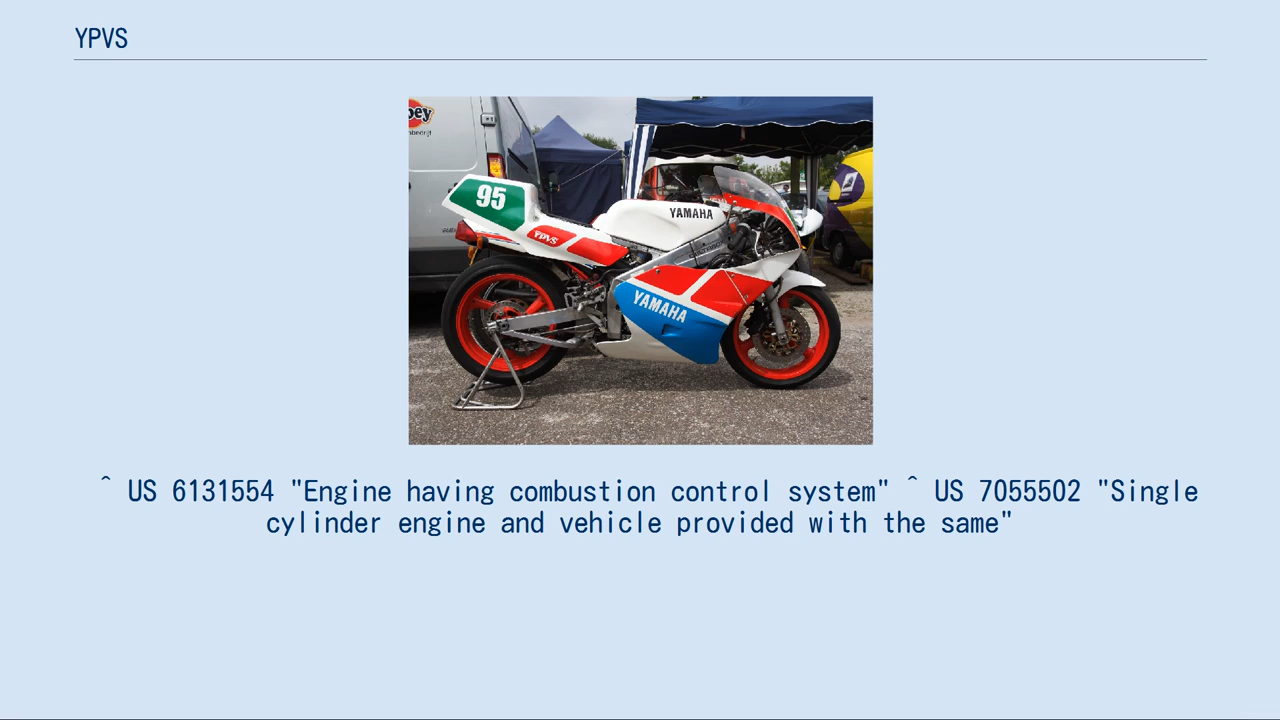 YPVS
95
YAMAHA
YPVS
YAMAHA
^ US 6131554 "Engine having combustion control system" ^ US 7055502 "Single
cylinder engine and vehicle provided with the same"